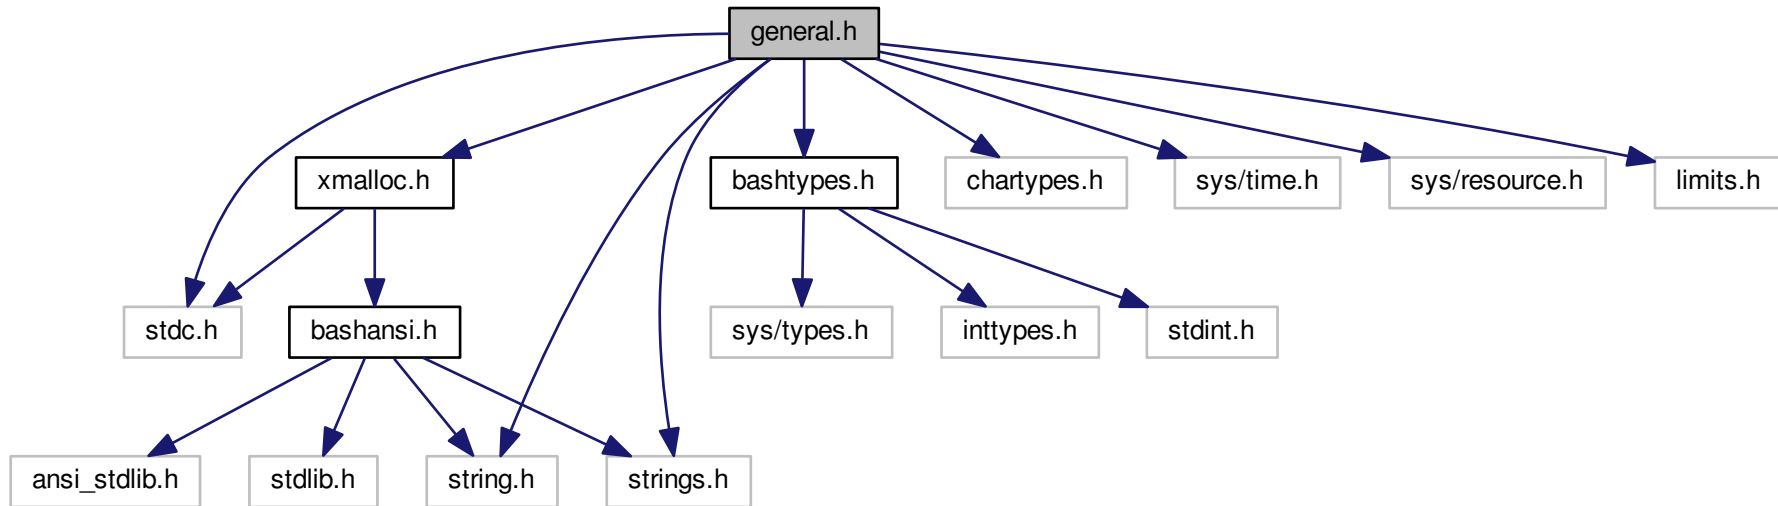 general.h
xmalloc.h
bashtypes.h
chartypes.h
sys/time.h
sys/resource.h
limits.h
stdc.h
bashansi.h
sys/types.h
inttypes.h
stdint.h
ansi_stdlib.h
stdlib.h
string.h
strings.h